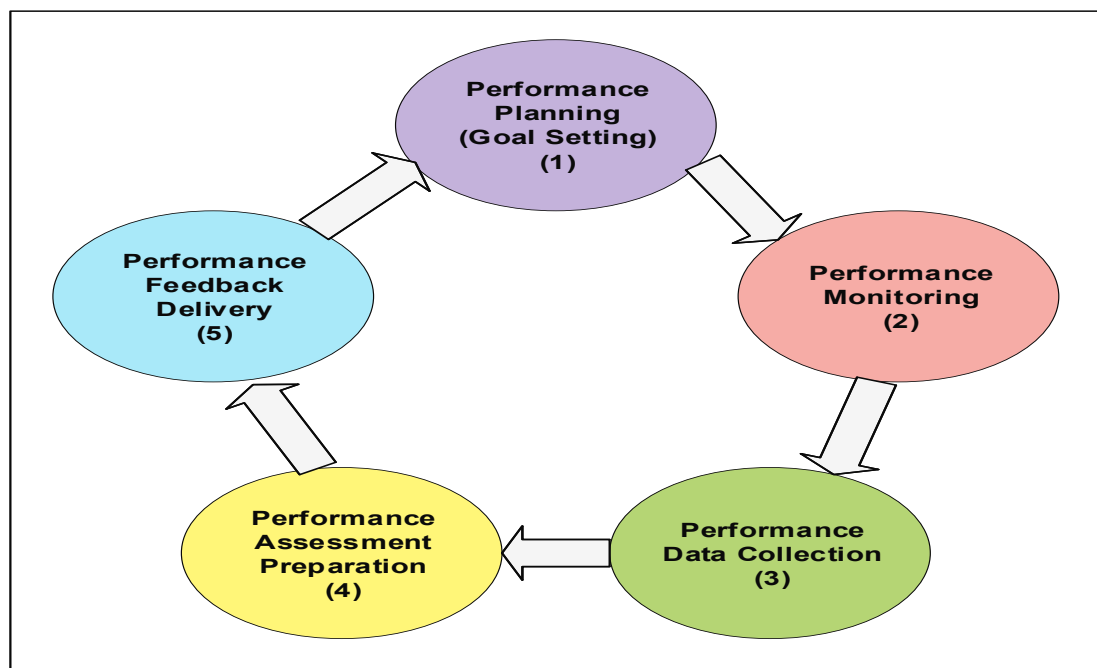 Performance
Planning
(Goal Setting)
(1)
Performance
Monitoring
(2)
Performance
Data Collection
(3)
Performance
Assessment
Preparation
(4)
Performance
Feedback
Delivery
(5)